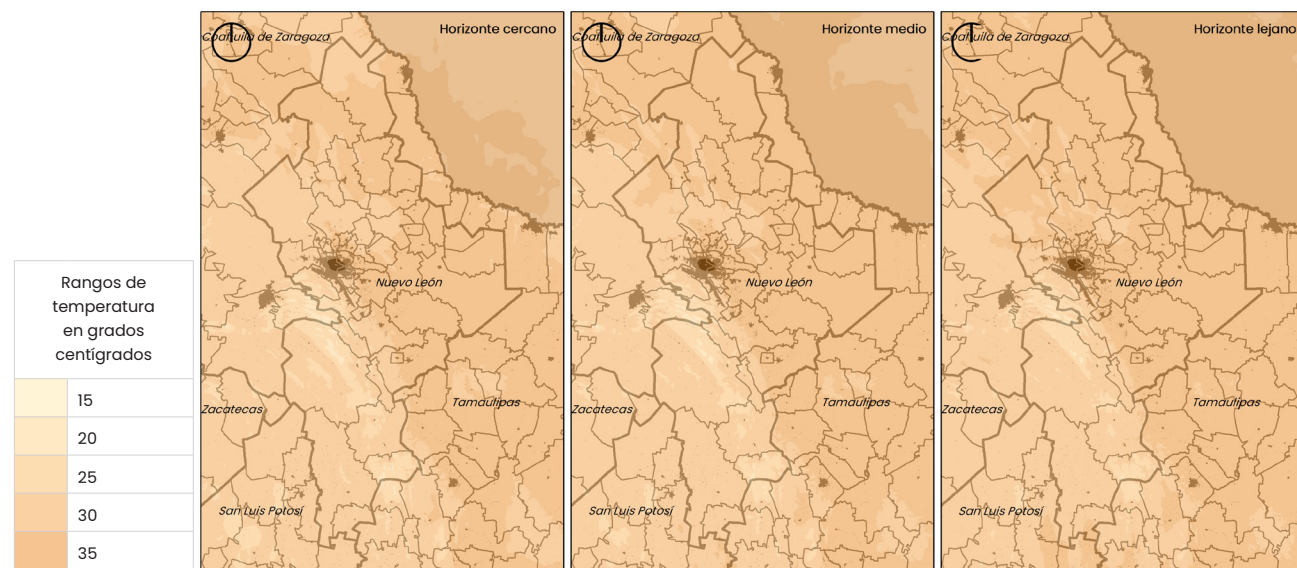 Horizonte cercano
Coahuila de Zaragoza
Nuevo León
Tamaulipas
Zacatecas
San Luis Potosí
Horizonte medio
Coahuila de Zaragoza
Nuevo León
Tamaulipas
Zacatecas
San Luis Potosí
Horizonte lejano
Coahuila de Zaragoza
Nuevo León
Tamaulipas
Zacatecas
San Luis Potosí
Rangos de
temperatura
en grados
centígrados
15
20
25
30
35